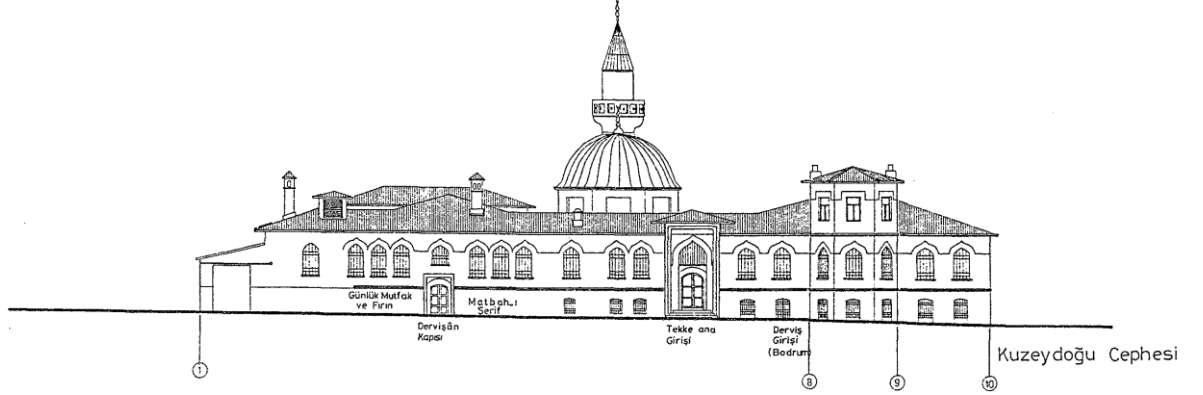 Günlük Mutfak
ve Fırın
Matbah-ı
Şerif
Dervişân
Kapısı
Tekke ana
Girişi
Derviş
Girişi
(Bodrum)
Kuzeydoğu Cephesi
1
8
9
10